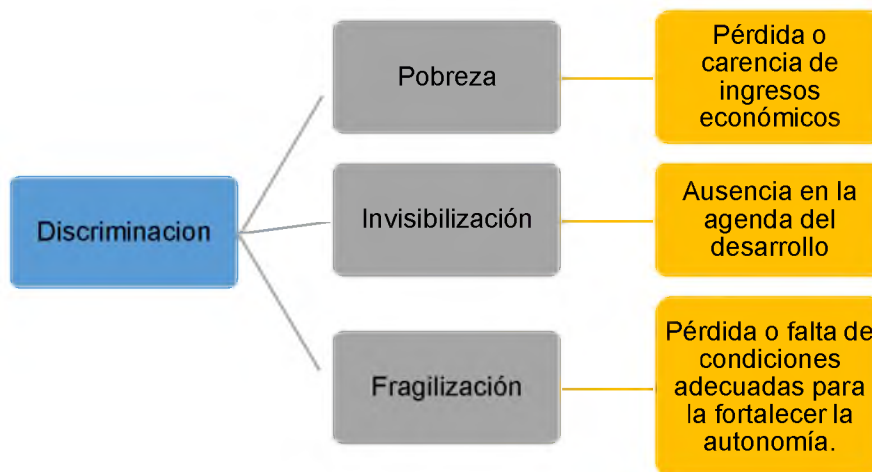 Discriminacion
Pobreza
Pérdida o
carencia de
ingresos
económicos
Invisibilización
Ausencia en la
agenda del
desarrollo
Fragilización
Pérdida o falta de
condiciones
adecuadas para
la fortalecer la
autonomía.